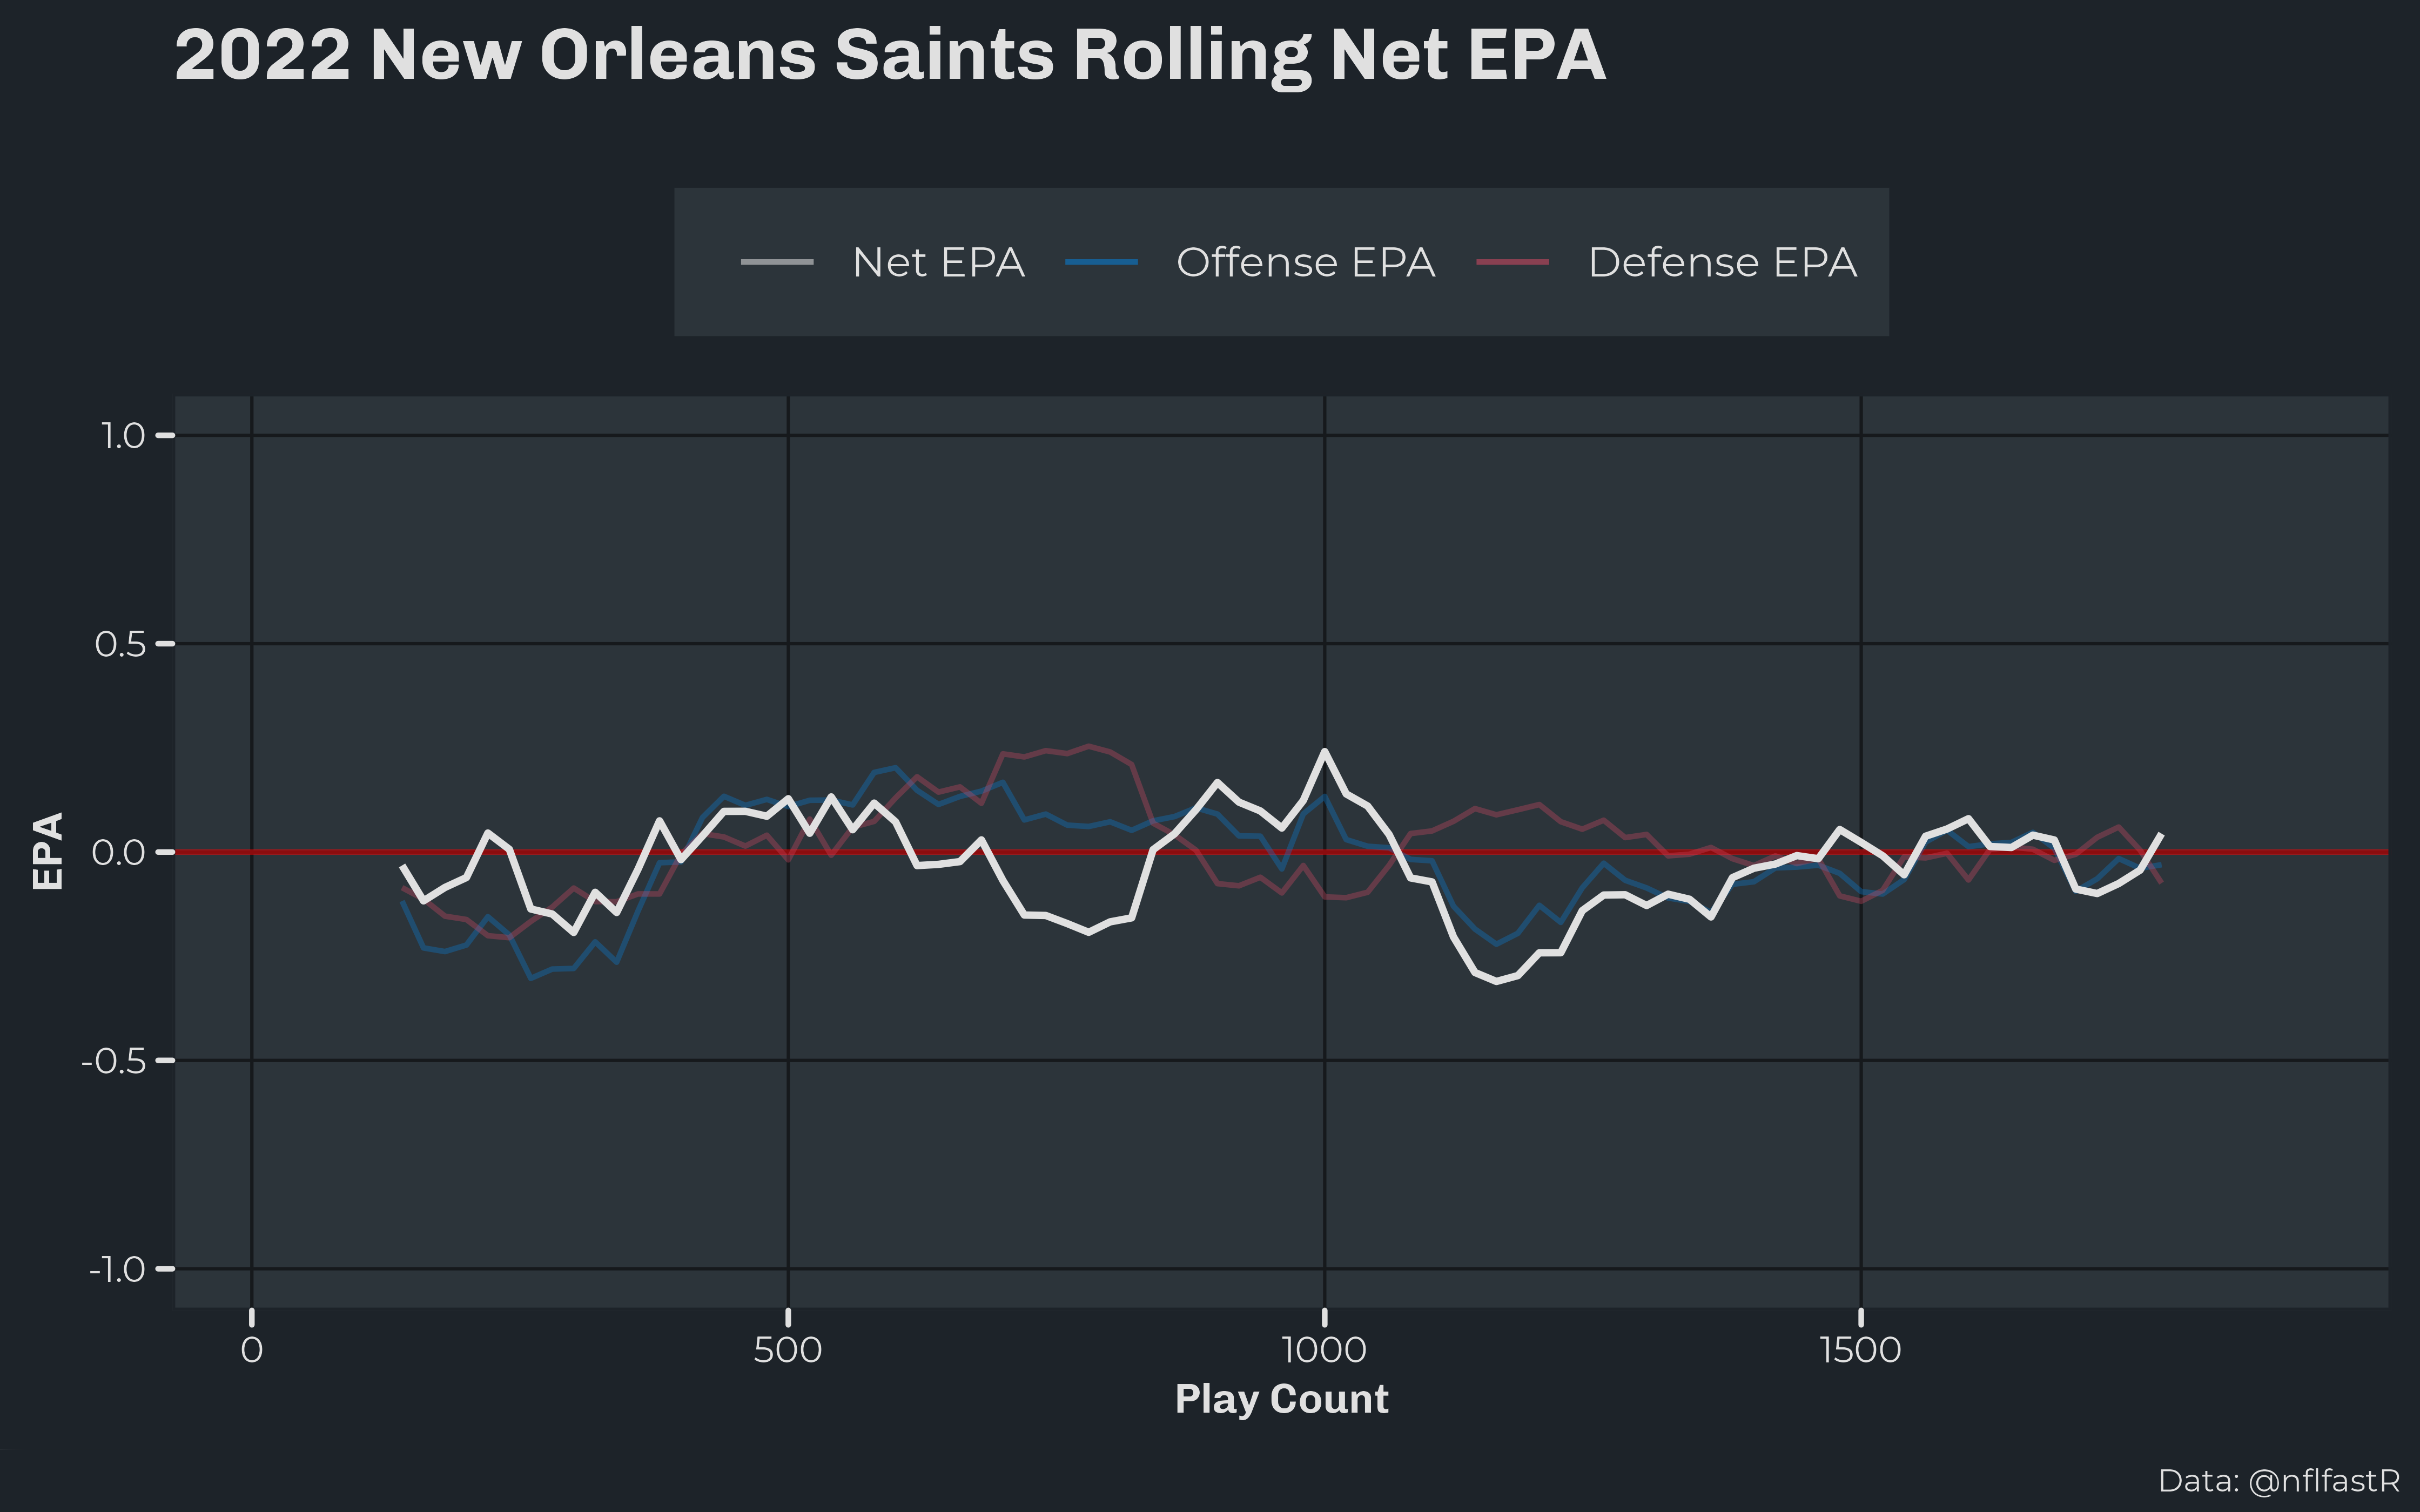 2022 New Orleans Saints Rolling Net EPA
Net EPA Offense EPA Defense EPA
1.0
0.5
0.0
-0.5
-1.0
EPA
0 500 1000 1500
Play Count
Data: @nflfastR